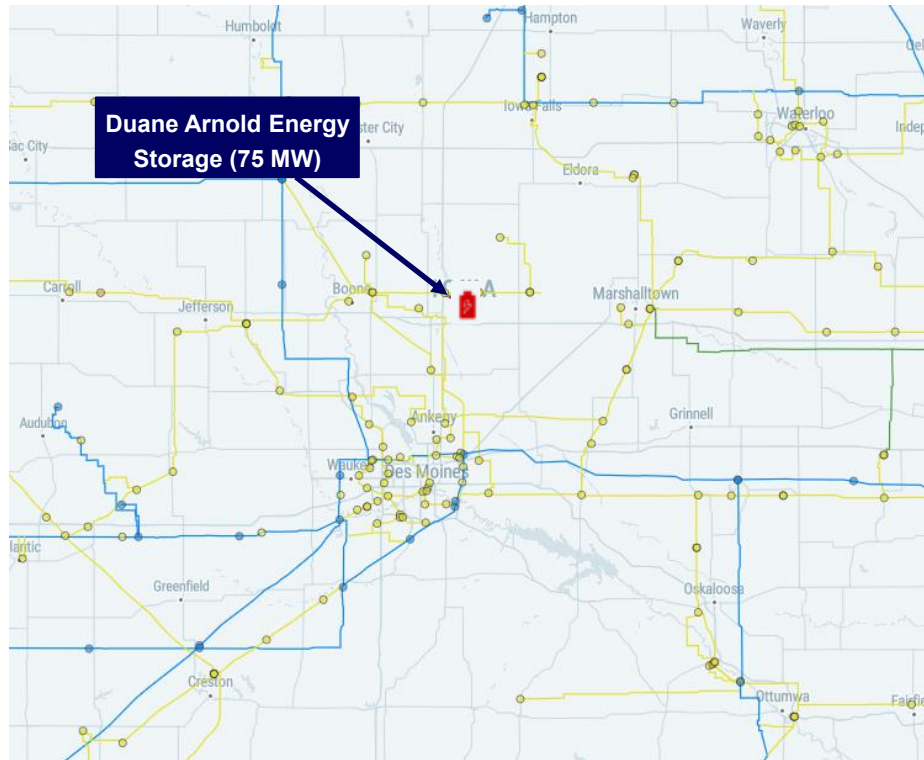 Humboldt
Hampton
Waverly
Duane Arnold Energy
Storage (75 MW)
Iowa Falls
Waterloo
Sac City
Eldora
Carroll
Boone
Jefferson
Marshalltown
Audubon
Ankeny
Grinnell
Des Moines
Greenfield
Oskaloosa
Creston
Ottumwa